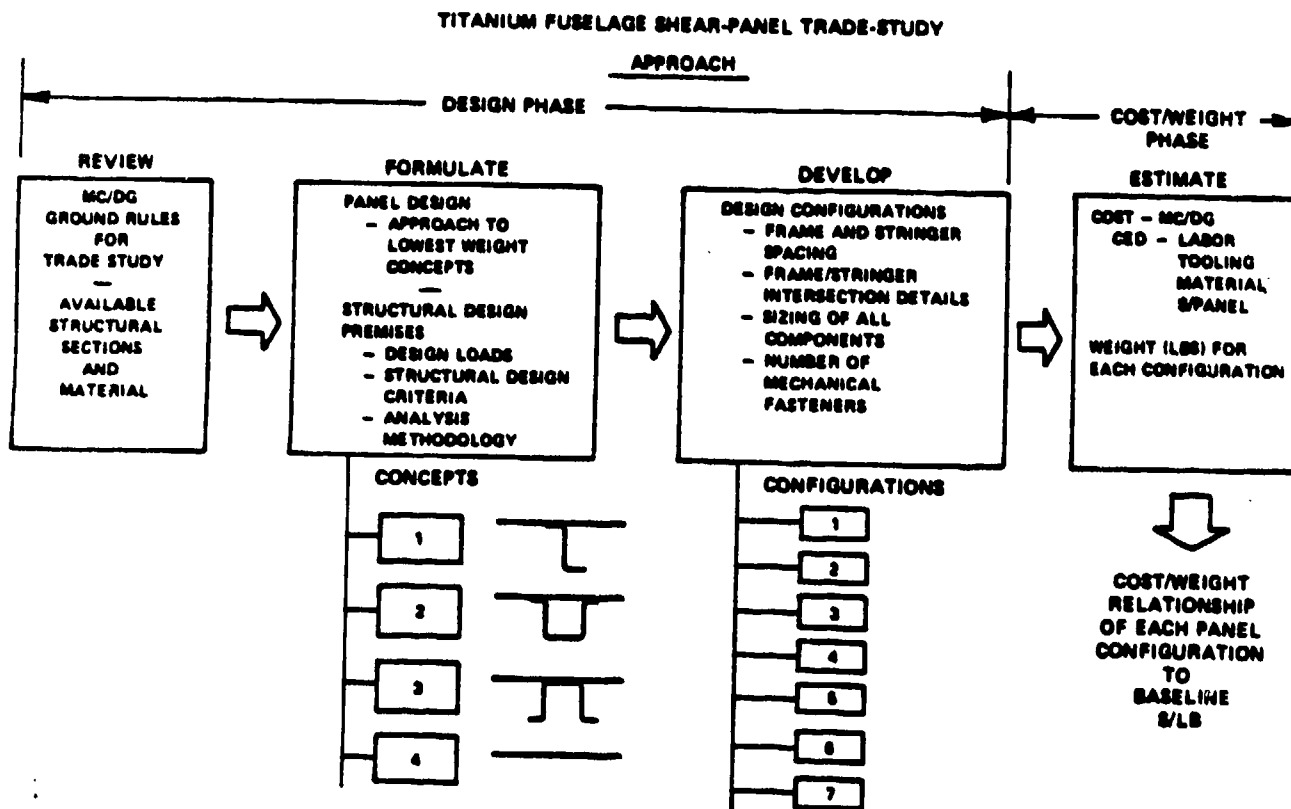 TITANIUM FUSELAGE SHEAR-PANEL TRADE-STUDY
APPROACH
DESIGN PHASE
COST/WEIGHT
PHASE
REVIEW
MC/DG
GROUND RULES
FOR
TRADE STUDY
—
AVAILABLE
STRUCTURAL
SECTIONS
AND
MATERIAL
FORMULATE
PANEL DESIGN
– APPROACH TO
LOWEST WEIGHT
CONCEPTS
—
STRUCTURAL DESIGN
PREMISES
– DESIGN LOADS
– STRUCTURAL DESIGN
CRITERIA
– ANALYSIS
METHODOLOGY
DEVELOP
DESIGN CONFIGURATIONS
– FRAME AND STRINGER
SPACING
– FRAME/STRINGER
INTERSECTION DETAILS
– SIZING OF ALL
COMPONENTS
– NUMBER OF
MECHANICAL
FASTENERS
ESTIMATE
COST – MC/DG
CED – LABOR
TOOLING
MATERIAL
$/PANEL
WEIGHT (LBS) FOR
EACH CONFIGURATION
CONCEPTS
1
2
3
4
CONFIGURATIONS
1
2
3
4
5
6
7
COST/WEIGHT
RELATIONSHIP
OF EACH PANEL
CONFIGURATION
TO
BASELINE
$/LB